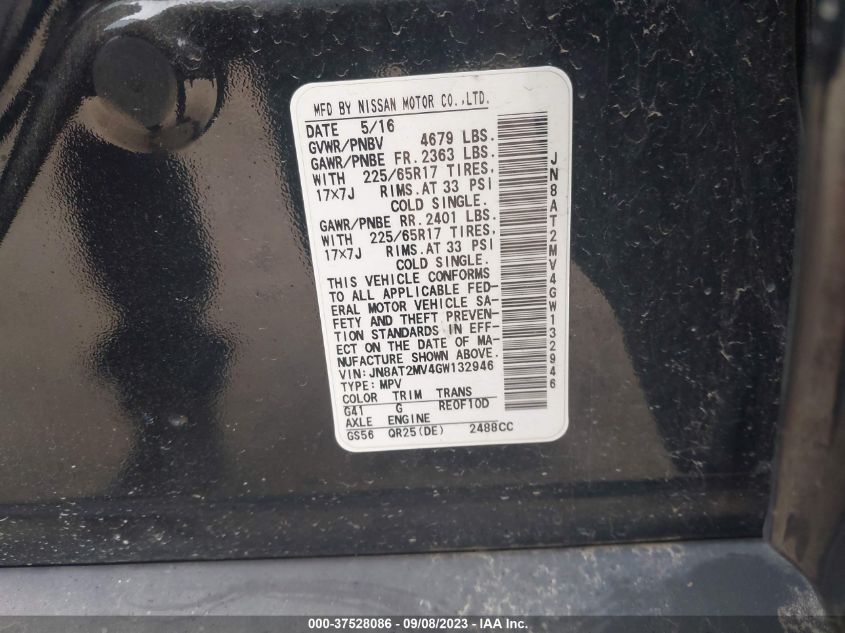 MFD BY NISSAN MOTOR CO.,LTD.
DATE 5/16
GVWR/PNBV 4679 LBS.
GAWR/PNBE FR. 2363 LBS.
WITH 225/65R17 TIRES,
17X7J RIMS.AT 33 PSI
COLD SINGLE.
GAWR/PNBE RR. 2401 LBS.
WITH 225/65R17 TIRES,
17X7J RIMS.AT 33 PSI
COLD SINGLE.
THIS VEHICLE CONFORMS
TO ALL APPLICABLE FED-
ERAL MOTOR VEHICLE SA-
FETY AND THEFT PREVEN-
TION STANDARDS IN EFF-
ECT ON THE DATE OF MA-
NUFACTURE SHOWN ABOVE.
VIN:JN8AT2MV4GW132946
TYPE:MPV
COLOR TRIM TRANS
G41 G RE0F10D
AXLE ENGINE
GS56 QR25(DE) 2488CC
JN8AT2MV4GW132946
000-37528086 - 09/08/2023 - IAA Inc.